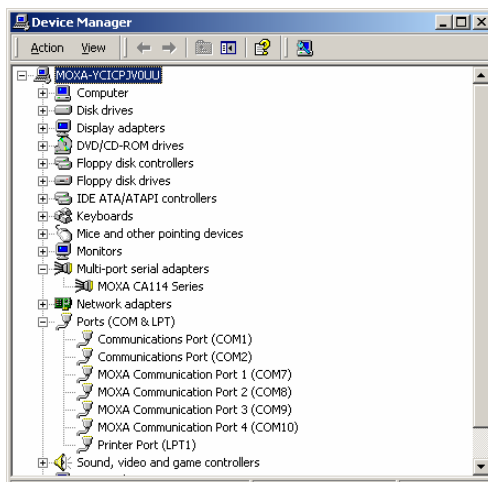 Device Manager
Action View
MOXA-YCICPJV0UU
Computer
Disk drives
Display adapters
DVD/CD-ROM drives
Floppy disk controllers
Floppy disk drives
IDE ATA/ATAPI controllers
Keyboards
Mice and other pointing devices
Monitors
Multi-port serial adapters
MOXA CA114 Series
Network adapters
Ports (COM & LPT)
Communications Port (COM1)
Communications Port (COM2)
MOXA Communication Port 1 (COM7)
MOXA Communication Port 2 (COM8)
MOXA Communication Port 3 (COM9)
MOXA Communication Port 4 (COM10)
Printer Port (LPT1)
Sound, video and game controllers